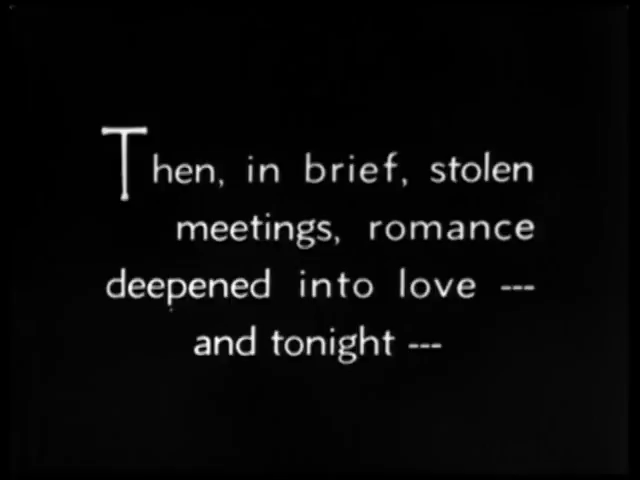 Then, in brief, stolen
meetings, romance
deepened into love ---
and tonight ---